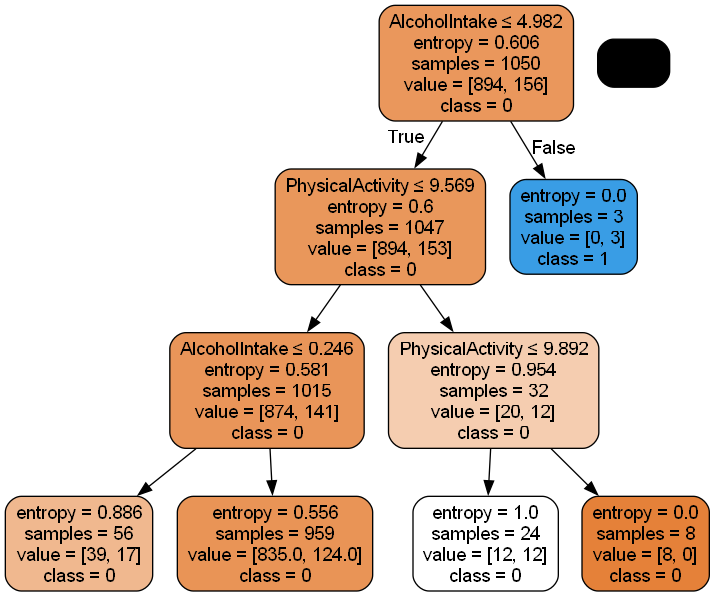 AlcoholIntake ≤ 4.982
entropy = 0.606
samples = 1050
value = [894, 156]
class = 0
True
False
PhysicalActivity ≤ 9.569
entropy = 0.6
samples = 1047
value = [894, 153]
class = 0
entropy = 0.0
samples = 3
value = [0, 3]
class = 1
AlcoholIntake ≤ 0.246
entropy = 0.581
samples = 1015
value = [874, 141]
class = 0
PhysicalActivity ≤ 9.892
entropy = 0.954
samples = 32
value = [20, 12]
class = 0
entropy = 0.886
samples = 56
value = [39, 17]
class = 0
entropy = 0.556
samples = 959
value = [835.0, 124.0]
class = 0
entropy = 1.0
samples = 24
value = [12, 12]
class = 0
entropy = 0.0
samples = 8
value = [8, 0]
class = 0